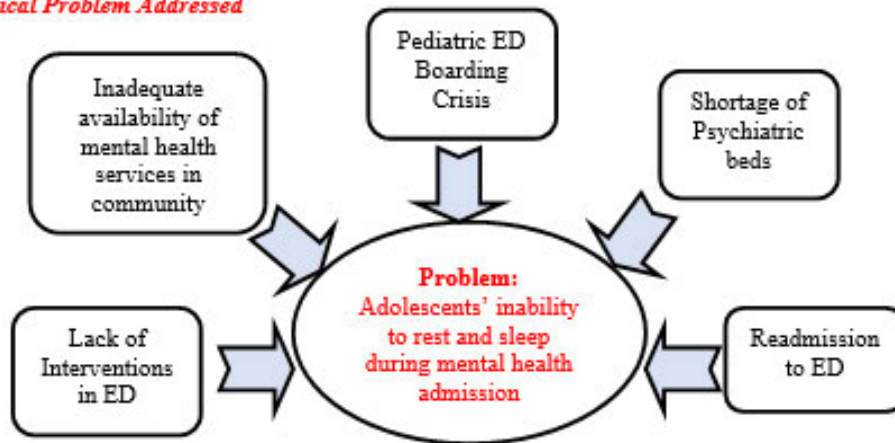 Problem Addressed
Pediatric ED
Boarding
Crisis
Inadequate
availability of
mental health
services in
community
Shortage of
Psychiatric
beds
Problem:
Adolescents’ inability
to rest and sleep
during mental health
admission
Lack of
Interventions
in ED
Readmission
to ED